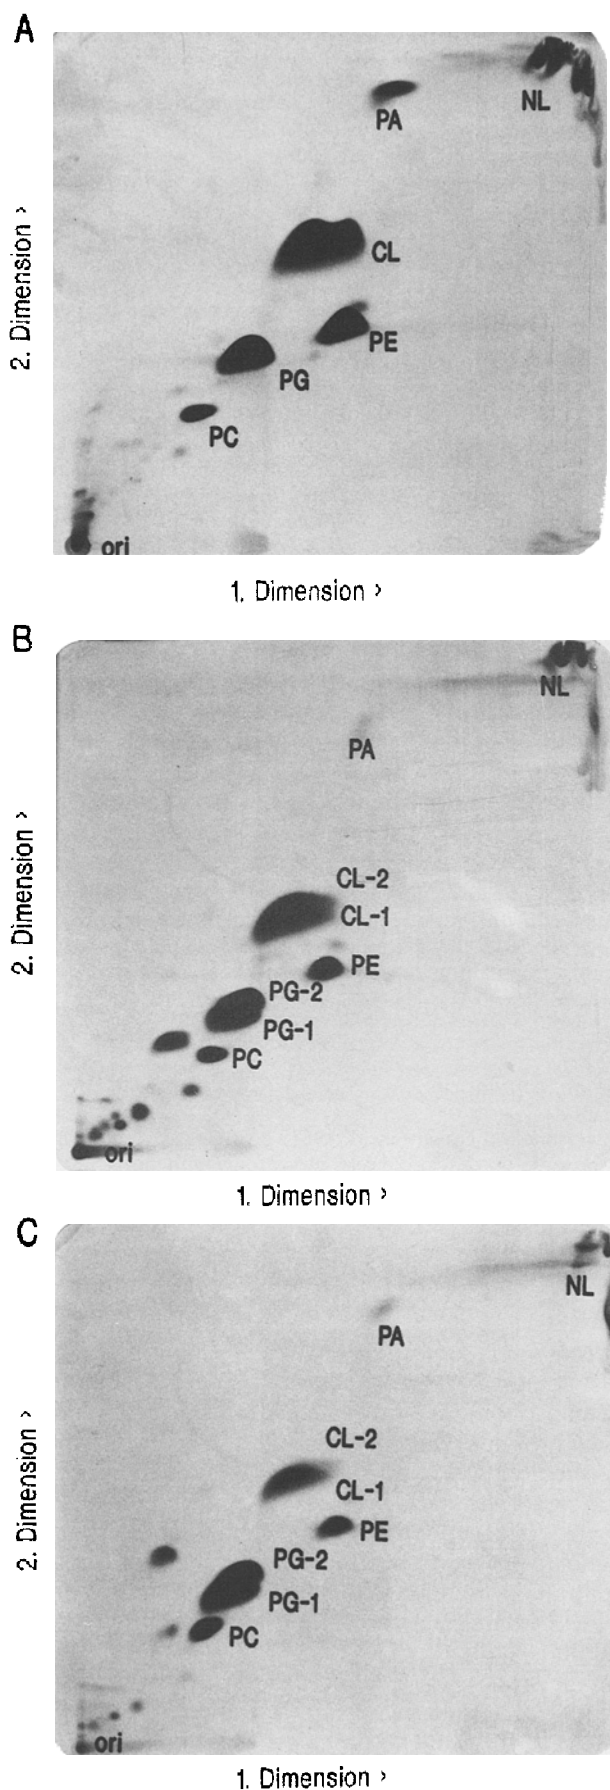 A
NL
PA
CL
PE
PG
PC
ori
2. Dimension >
1. Dimension >
B
NL
PA
CL-2
CL-1
PE
PG-2
PG-1
PC
ori
2. Dimension >
1. Dimension >
C
NL
PA
CL-2
CL-1
PE
PG-2
PG-1
PC
ori
2. Dimension >
1. Dimension >